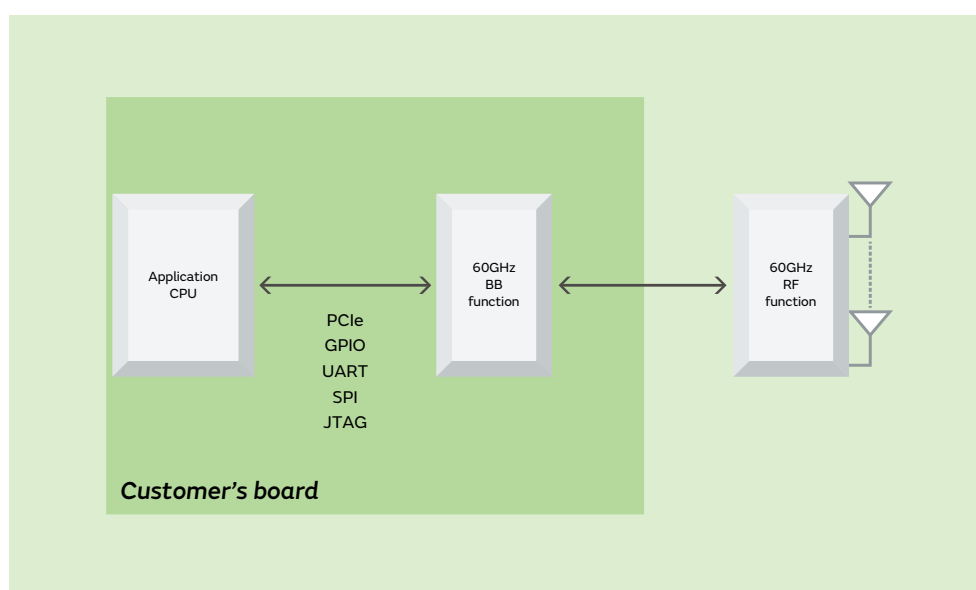 Application
CPU
PCIe
GPIO
UART
SPI
JTAG
60GHz
BB
function
60GHz
RF
function
Customer's board